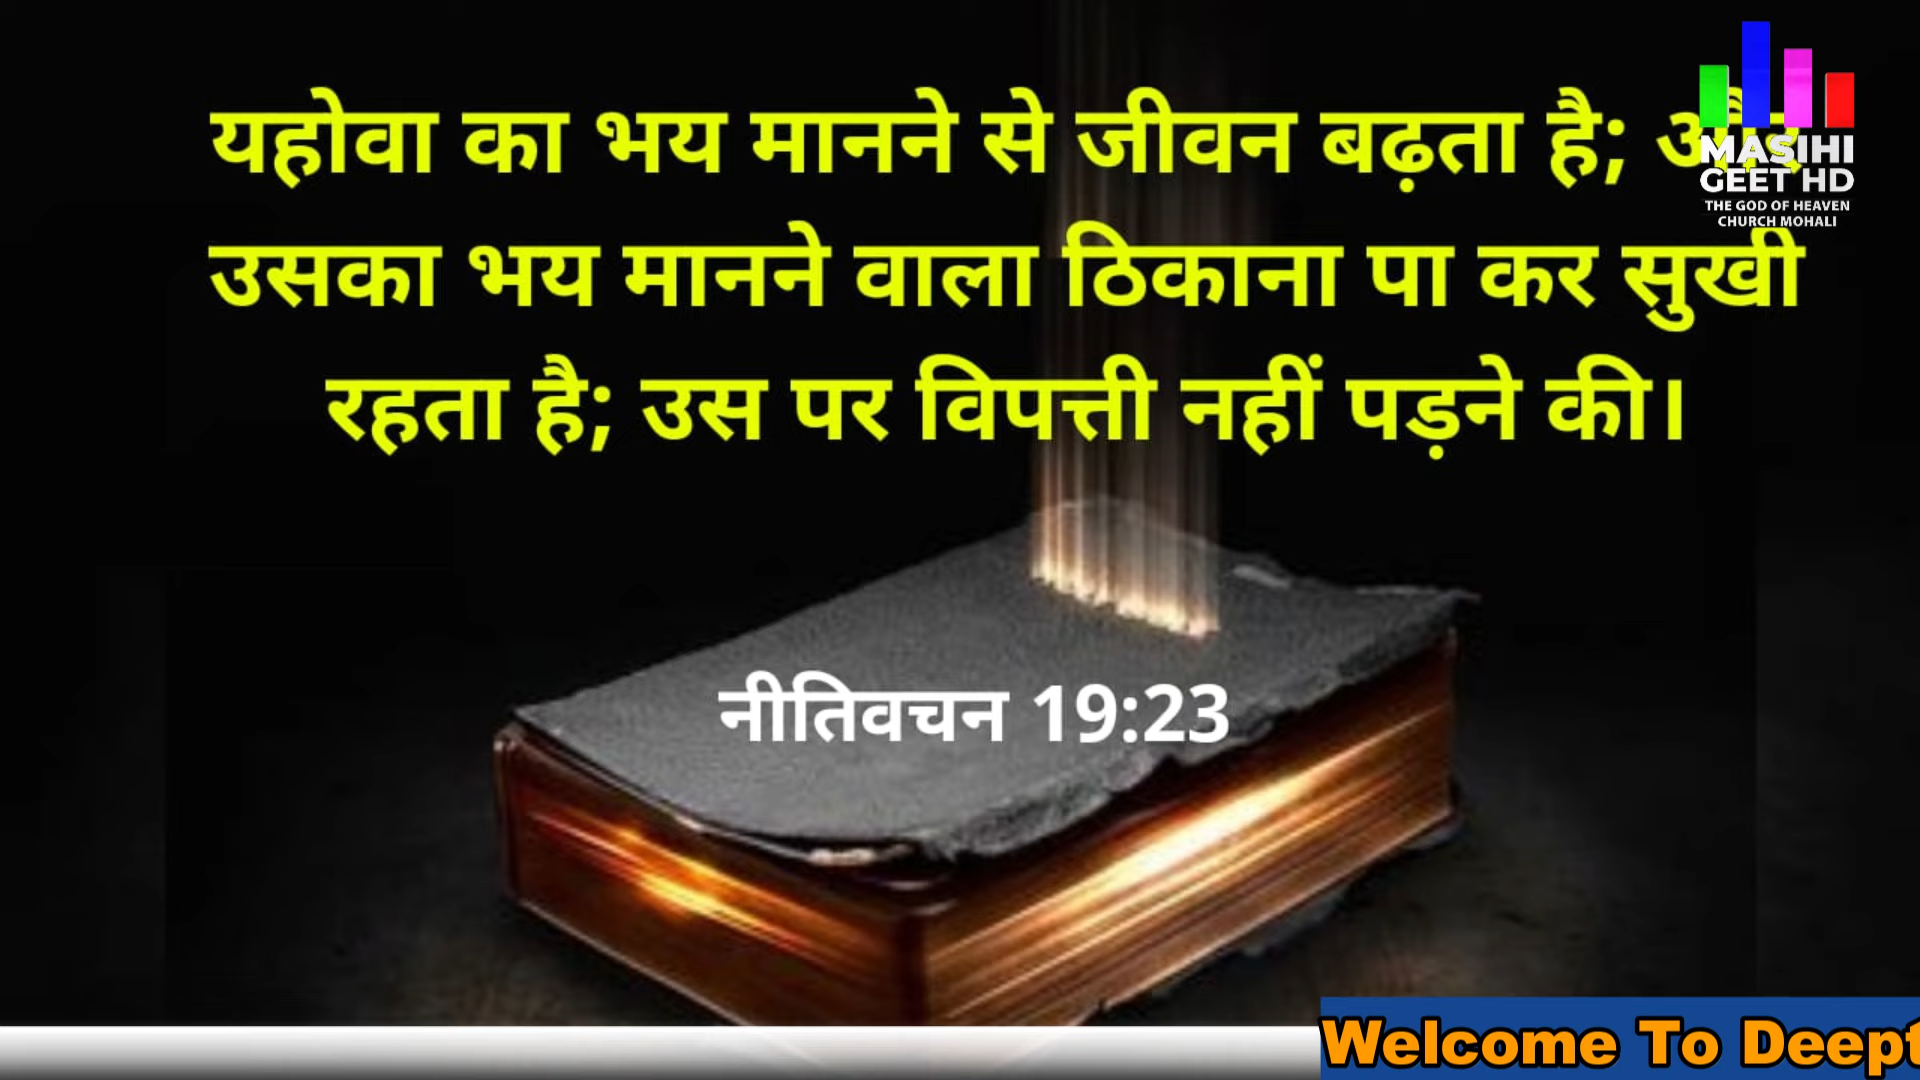 यहोवा का भय मानने से जीवन बढ़ता है;
उसका भय मानने वाला ठिकाना पा कर सुखी
रहता है; उस पर विपत्ती नहीं पड़ने की।
नीतिवचन 19:23
MASIHI
GEET HD
THE GOD OF HEAVEN
CHURCH MOHALI
Welcome To